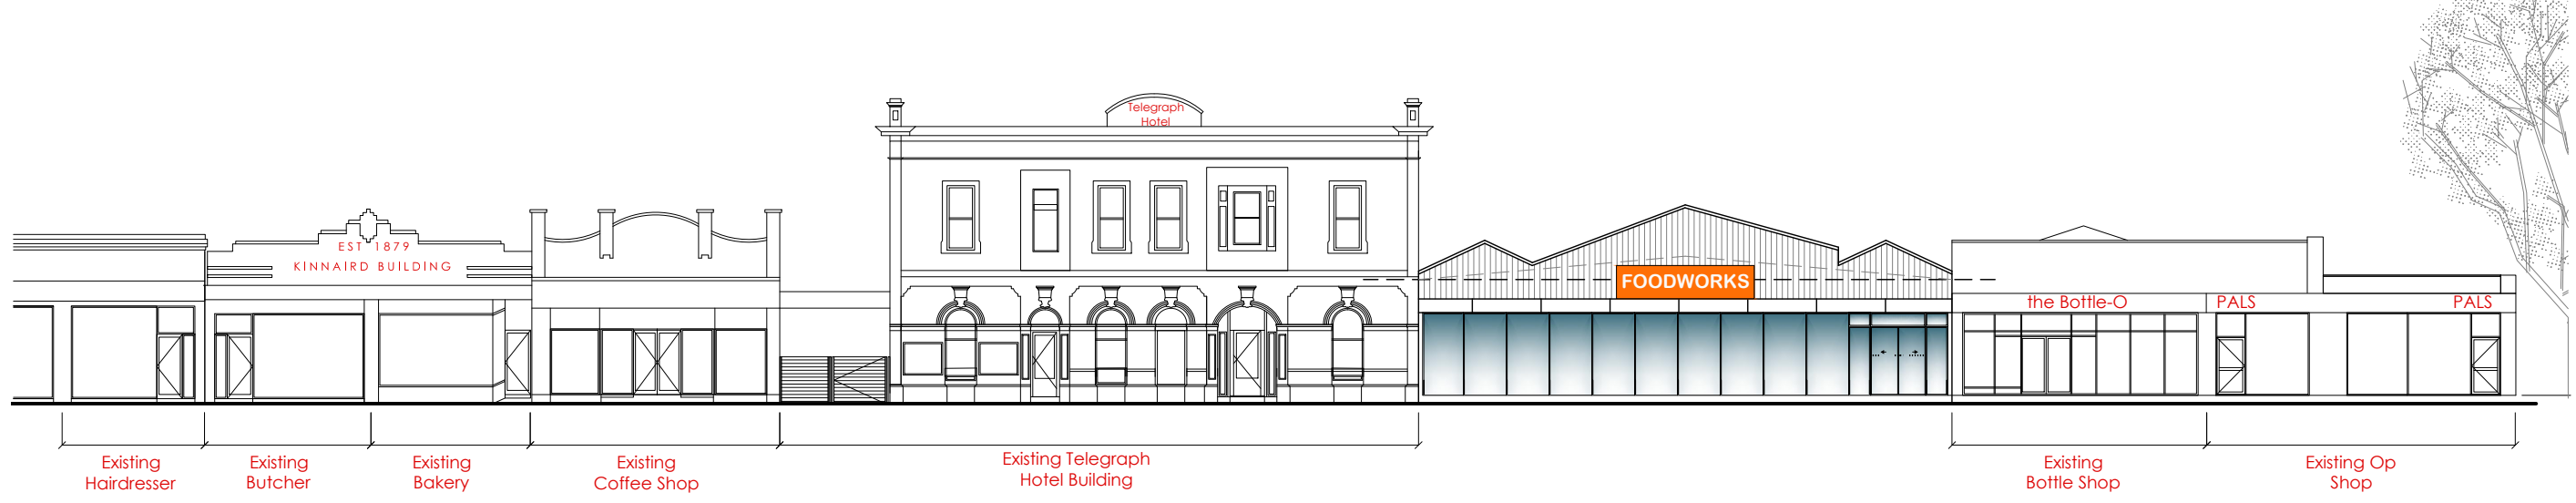 Telegraph
Hotel
EST 1879
KINNAIRD BUILDING
FOODWORKS
the Bottle-O
PALS
PALS
Existing
Hairdresser
Existing
Butcher
Existing
Bakery
Existing
Coffee Shop
Existing Telegraph
Hotel Building
Existing
Bottle Shop
Existing Op
Shop